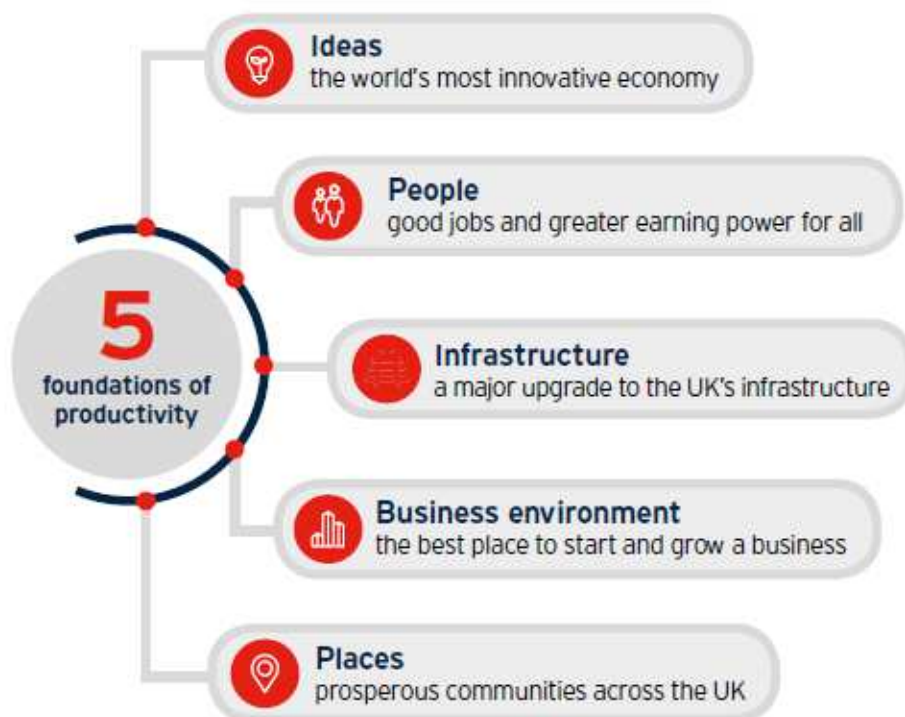 Ideas
the world's most innovative economy
People
good jobs and greater earning power for all
5
foundations of
productivity
Infrastructure
a major upgrade to the UK's infrastructure
Business environment
the best place to start and grow a business
Places
prosperous communities across the UK